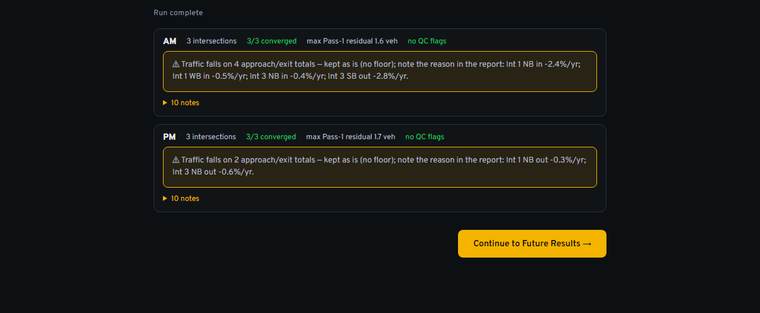 Run complete
AM 3 intersections 3/3 converged max Pass-1 residual 1.6 veh no QC flags
⚠ Traffic falls on 4 approach/exit totals — kept as is (no floor); note the reason in the report: Int 1 NB in -2.4%/yr;
Int 1 WB in -0.5%/yr; Int 3 NB in -0.4%/yr; Int 3 SB out -2.8%/yr.
▶ 10 notes
PM 3 intersections 3/3 converged max Pass-1 residual 1.7 veh no QC flags
⚠ Traffic falls on 2 approach/exit totals — kept as is (no floor); note the reason in the report: Int 1 NB out -0.3%/yr;
Int 3 NB out -0.6%/yr.
▶ 10 notes
Continue to Future Results →